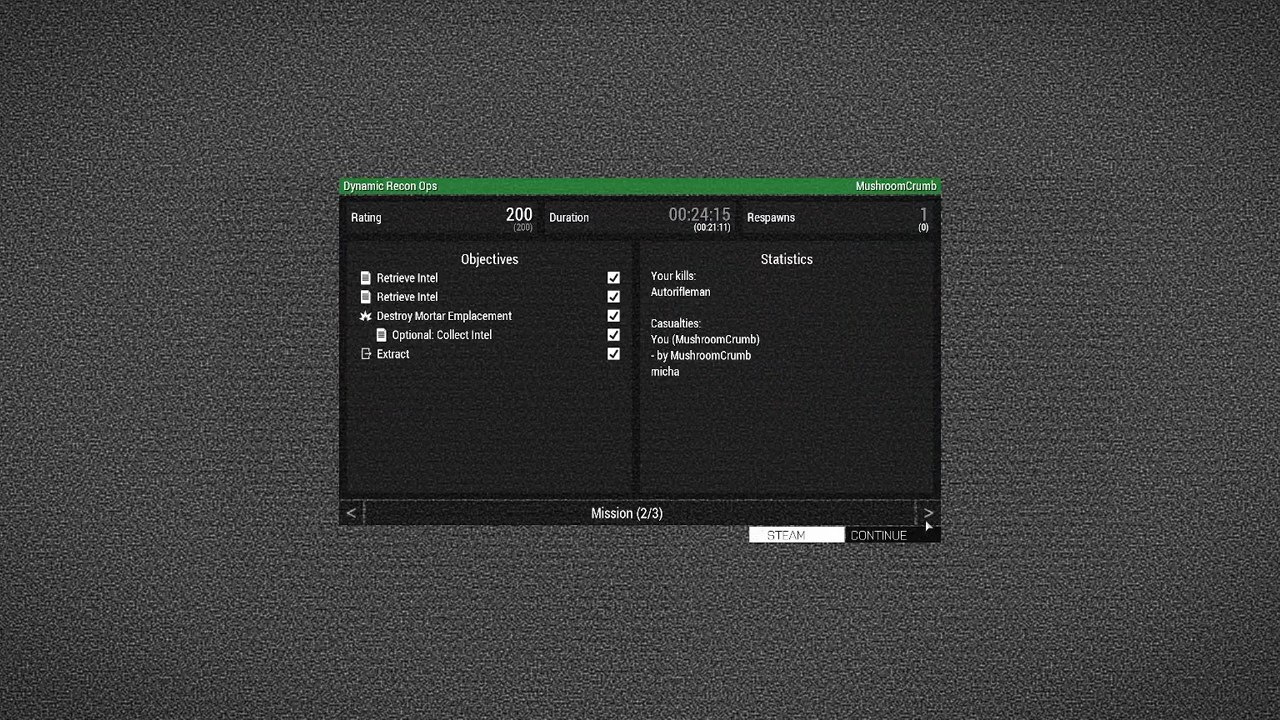 Dynamic Recon Ops MushroomCrumb
Rating 200 Duration 00:24:15 Respawns 1
(200) (00:21:11) (0)
Objectives
Retrieve Intel
Retrieve Intel
Destroy Mortar Emplacement
Optional: Collect Intel
Extract
Statistics
Your kills:
Autorifleman
Casualties:
You (MushroomCrumb)
- by MushroomCrumb
micha
< Mission (2/3) >
STEAM CONTINUE